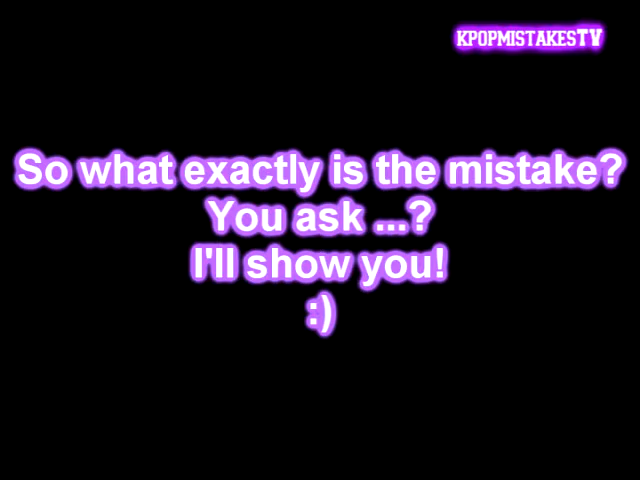 KPOPMISTAKESTV
So what exactly is the mistake?
You ask ...?
I'll show you!
:)